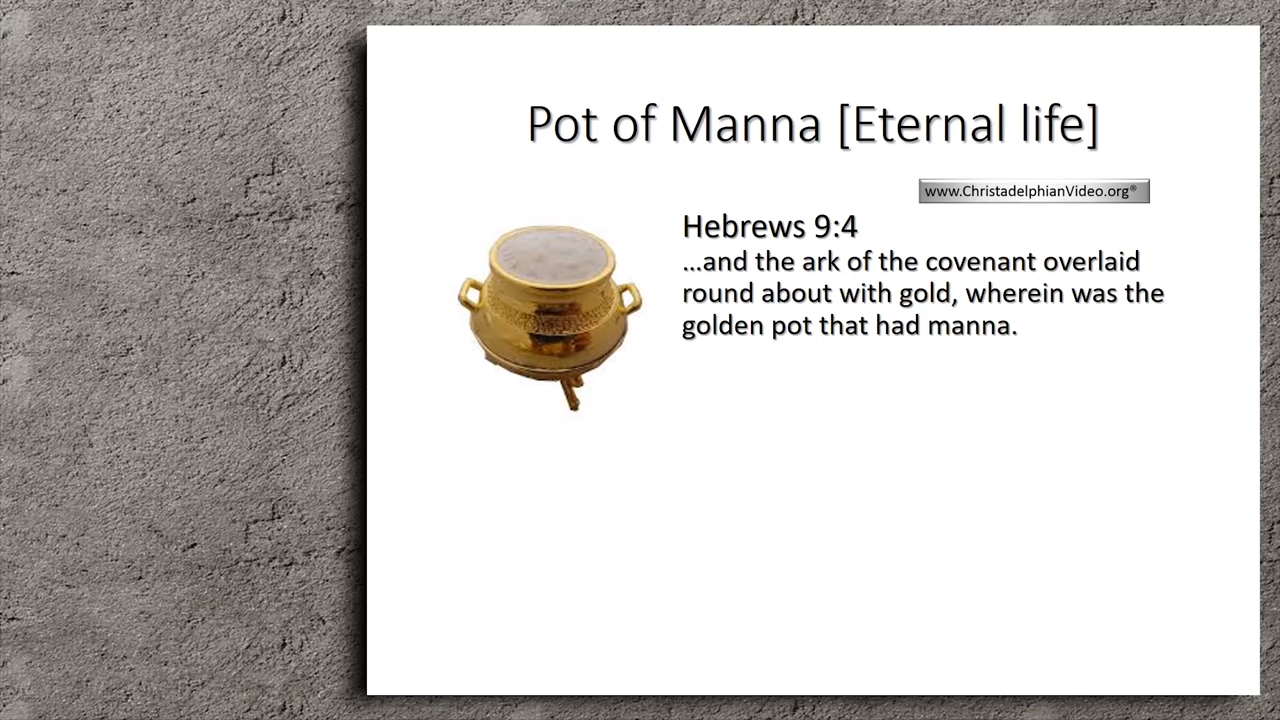 Pot of Manna [Eternal life]
www.ChristadelphianVideo.org®
Hebrews 9:4
...and the ark of the covenant overlaid
round about with gold, wherein was the
golden pot that had manna.